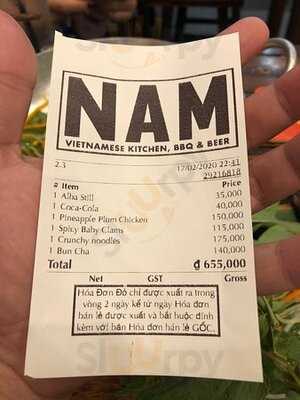 NAM
VIETNAMESE KITCHEN, BBQ & BEER
2.3 17/02/2020 22:41
29216818
# Item Price
1 Alba Still 35,000
1 Coca-Cola 40,000
1 Pineapple Plum Chicken 150,000
1 Spicy Baby Clams 115,000
1 Crunchy noodles 175,000
1 Bun Cha 140,000
Total ₫ 655,000
Net GST Gross
Hóa Đơn Đỏ chỉ được xuất ra trong
vòng 2 ngày kể từ ngày Hóa đơn
bán lẻ được xuất và bắt buộc đính
kèm với bản Hóa đơn bán lẻ GỐC.
Sluurpy
Sluurpy
Sluurpy